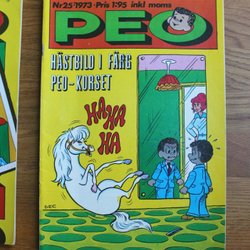 Nr 25/1973 • Pris 1:95 inkl moms
PEO
HÄSTBILD I FÄRG
PEO-KORSET
HA HA
HA